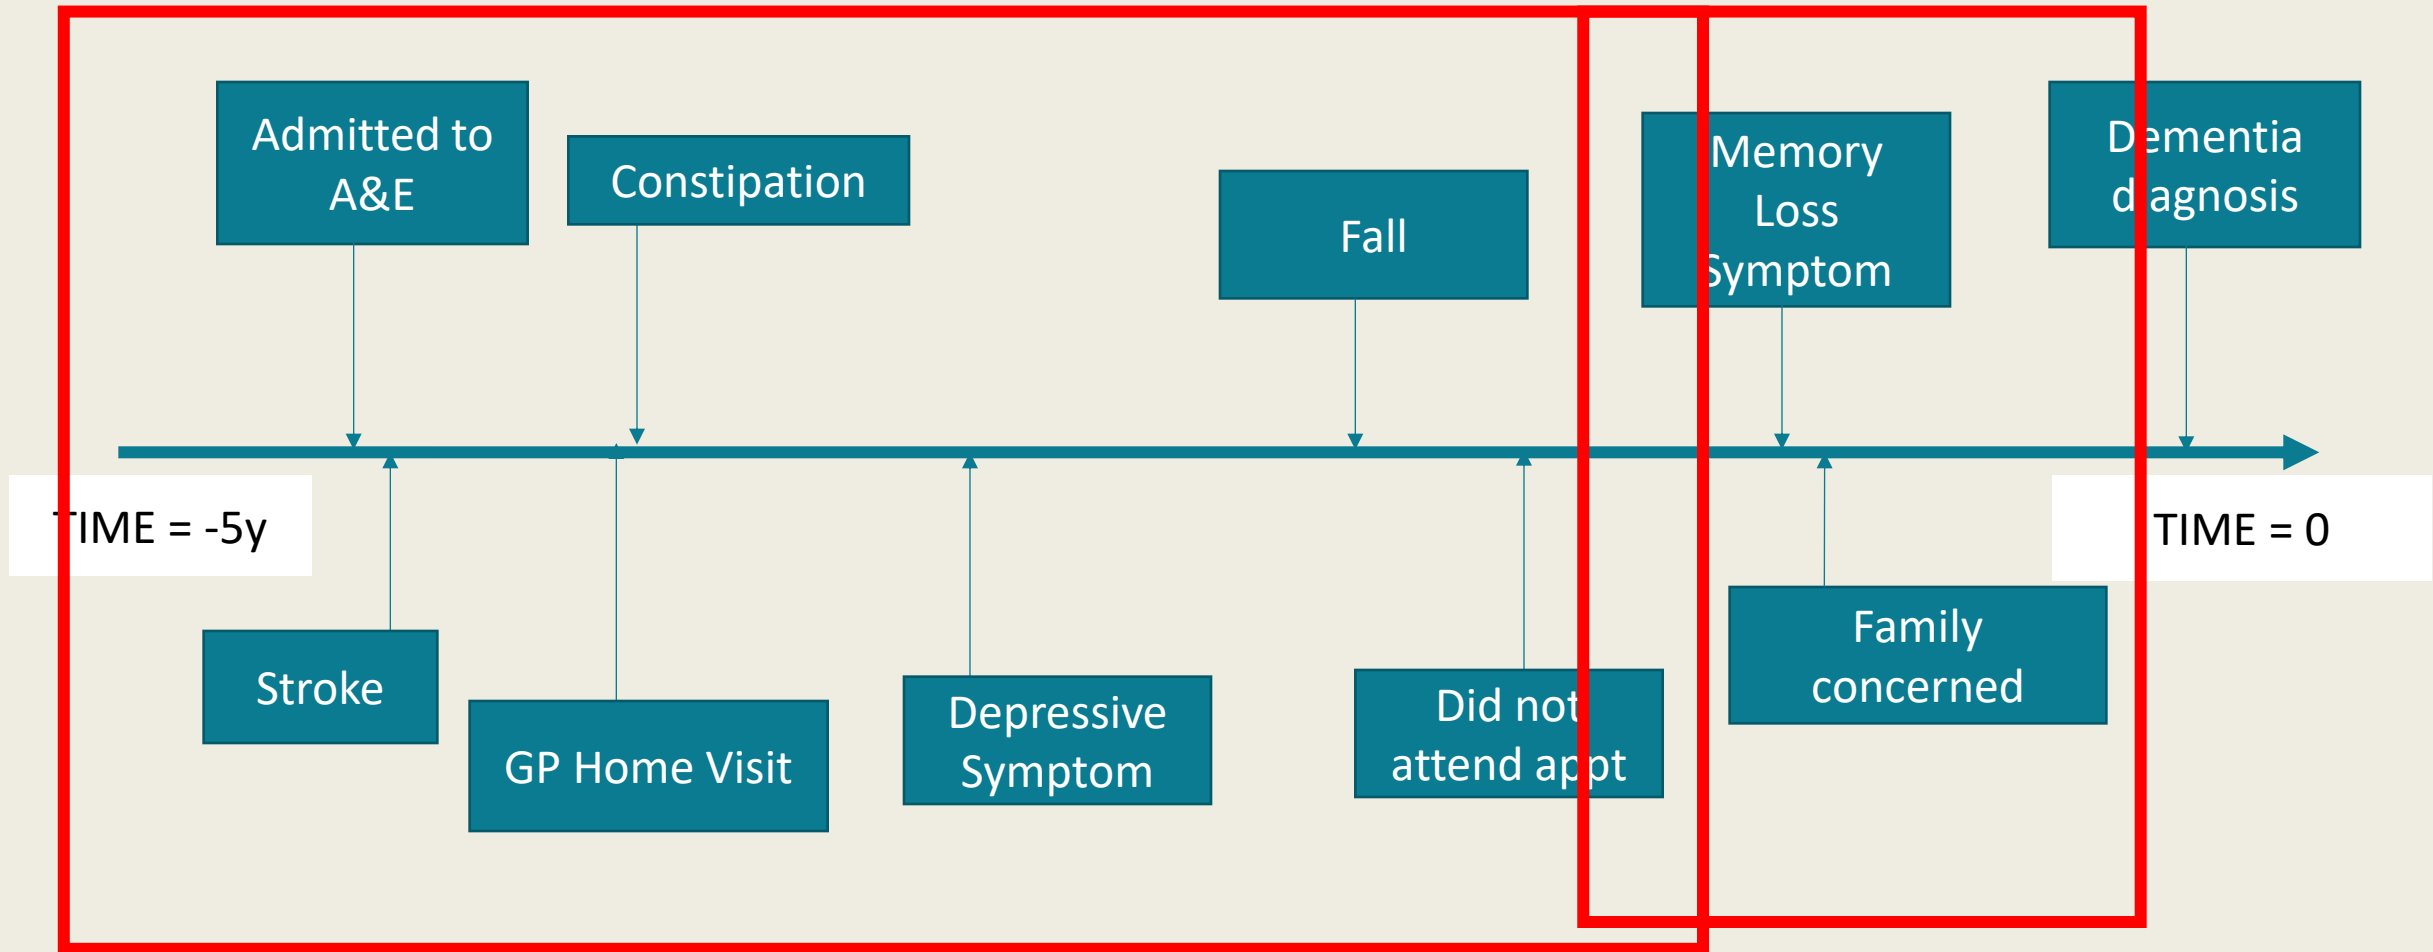 Admitted to
A&E
Constipation
Fall
Memory
Loss
Symptom
Dementia
diagnosis
TIME = -5y
TIME = 0
Stroke
GP Home Visit
Depressive
Symptom
Did not
attend appt
Family
concerned